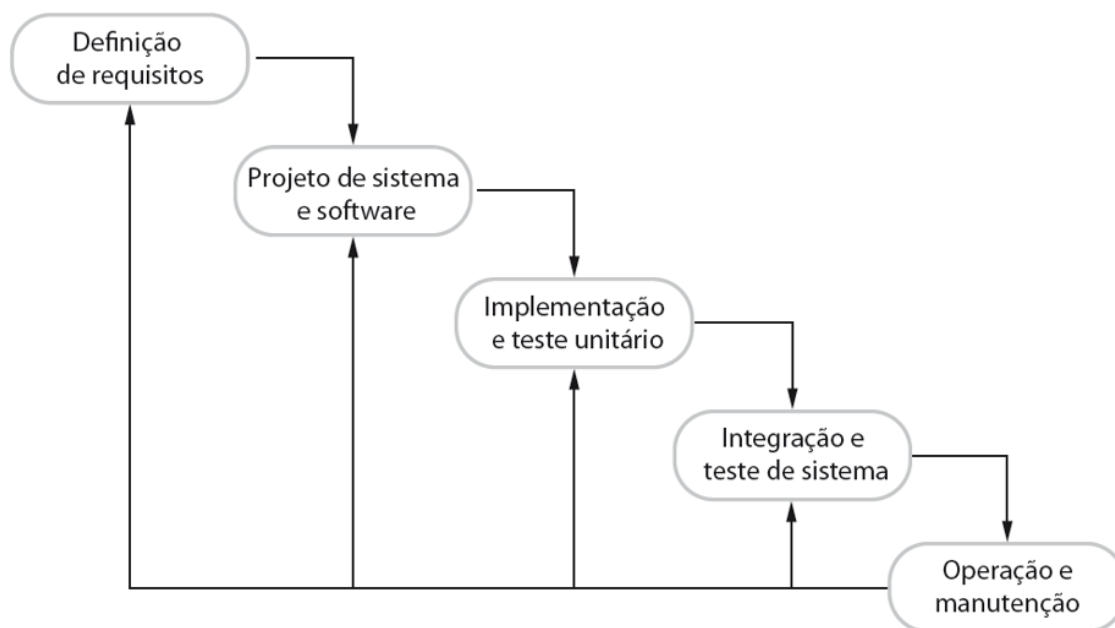 Definição
de requisitos
Projeto de sistema
e software
Implementação
e teste unitário
Integração e
teste de sistema
Operação e
manutenção